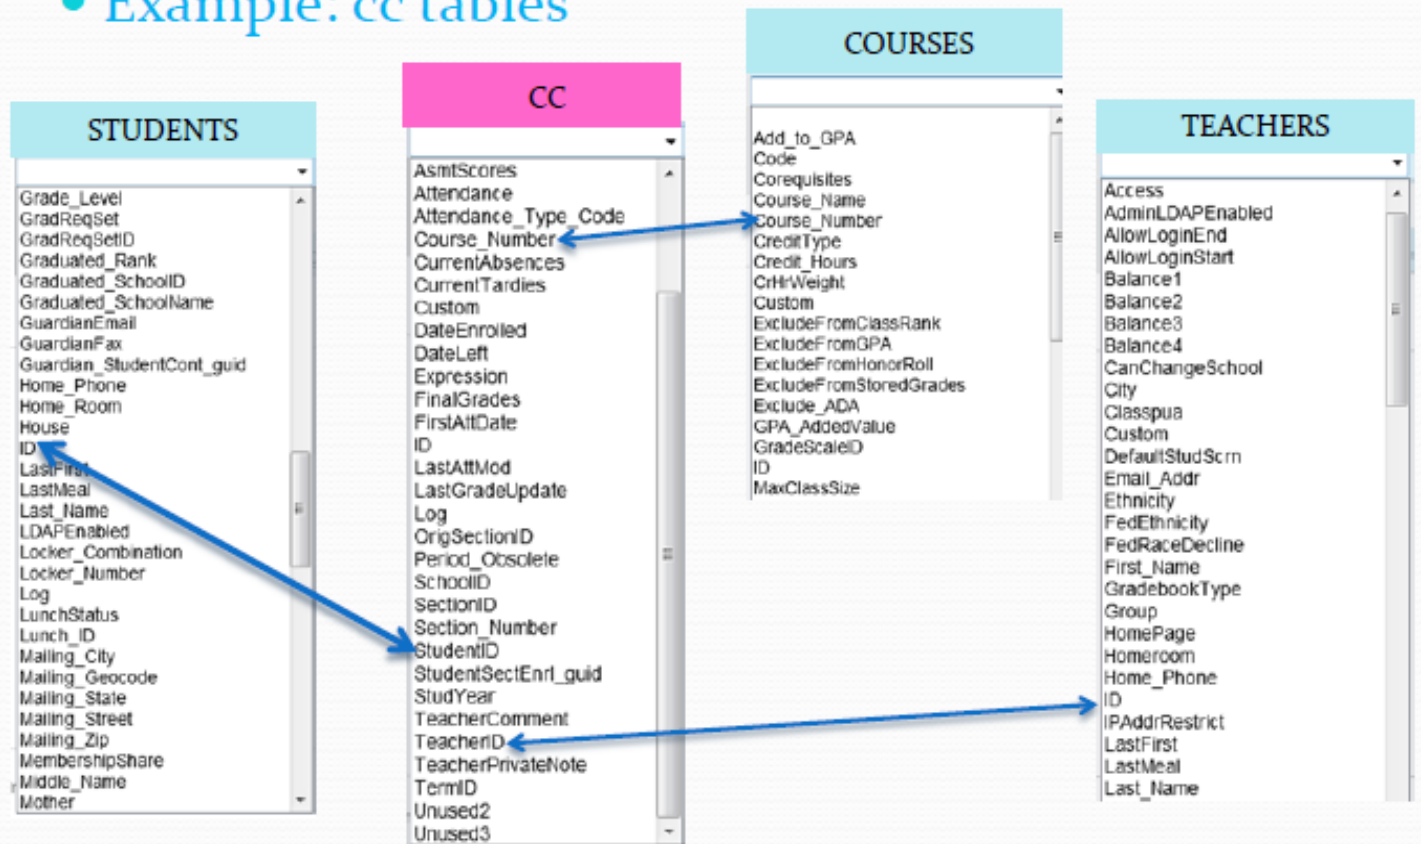 Example: cc tables
STUDENTS
Grade_Level
GradReqSet
GradReqSetID
Graduated_Rank
Graduated_SchoolID
Graduated_SchoolName
GuardianEmail
GuardianFax
Guardian_StudentCont_guid
Home_Phone
Home_Room
House
ID
LastFirst
LastMeal
Last_Name
LDAPEnabled
Locker_Combination
Locker_Number
Log
LunchStatus
Lunch_ID
Mailing_City
Mailing_Geocode
Mailing_State
Mailing_Street
Mailing_Zip
MembershipShare
Middle_Name
Mother
CC
AsmtScores
Attendance
Attendance_Type_Code
Course_Number
CurrentAbsences
CurrentTardies
Custom
DateEnrolled
DateLeft
Expression
FinalGrades
FirstAttDate
ID
LastAttMod
LastGradeUpdate
Log
OrigSectionID
Period_Obsolete
SchoolID
SectionID
Section_Number
StudentID
StudentSectEnrl_guid
StudYear
TeacherComment
TeacherID
TeacherPrivateNote
TermID
Unused2
Unused3
COURSES
Add_to_GPA
Code
Corequisites
Course_Name
Course_Number
CreditType
Credit_Hours
CrHrWeight
Custom
ExcludeFromClassRank
ExcludeFromGPA
ExcludeFromHonorRoll
ExcludeFromStoredGrades
Exclude_ADA
GPA_AddedValue
GradeScaleID
ID
MaxClassSize
TEACHERS
Access
AdminLDAPEnabled
AllowLoginEnd
AllowLoginStart
Balance1
Balance2
Balance3
Balance4
CanChangeSchool
City
Classpua
Custom
DefaultStudScrn
Email_Addr
Ethnicity
FedEthnicity
FedRaceDecline
First_Name
GradebookType
Group
HomePage
Homeroom
Home_Phone
ID
IPAddrRestrict
LastFirst
LastMeal
Last_Name